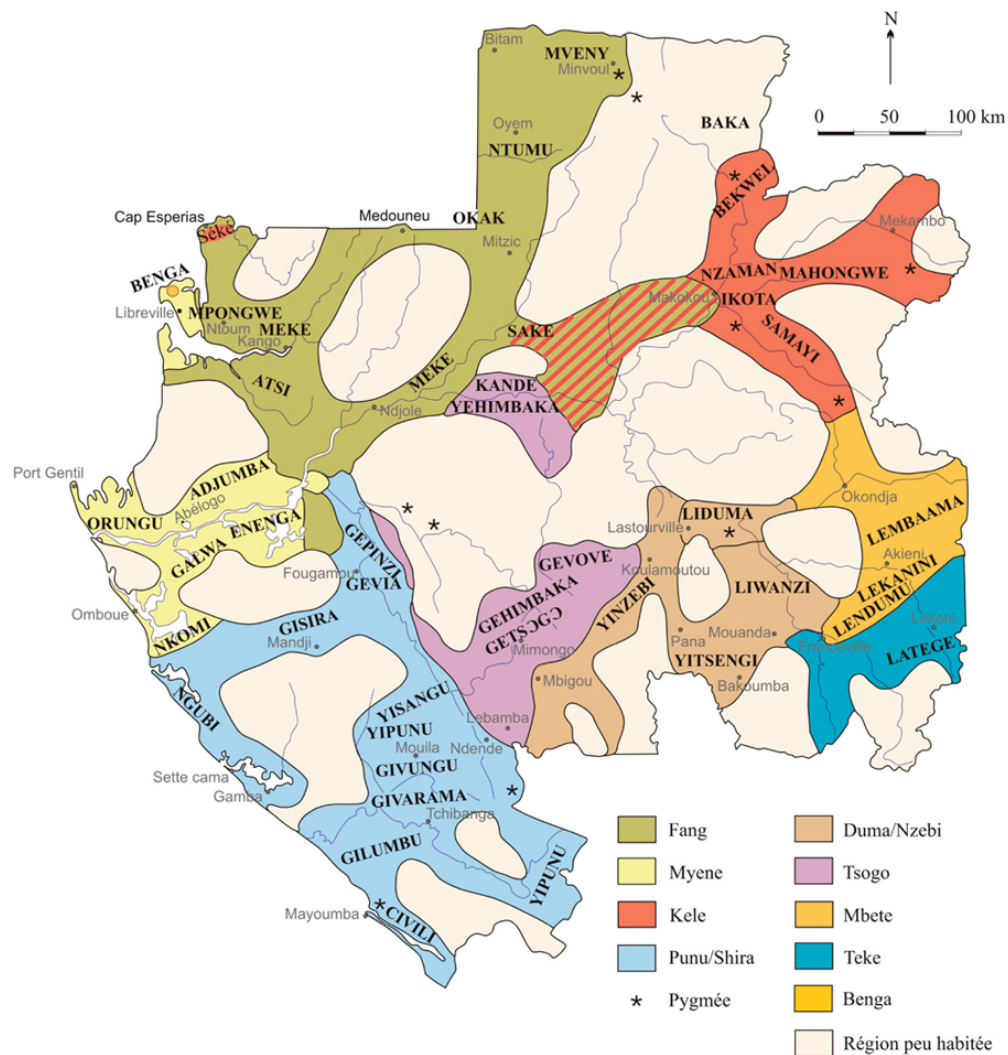 Bitam
MVENY
Minvoul
N
0 50 100 km
BAKA
Oyem
NTUMU
BEKWEL
Cap Esperias
Séké
Medouneu
OKAK
Mitzic
Mekambo
BENGA
NZAMAN
MAHONGWE
Makokou
IKOTA
Libreville
MPONGWE
Ntoum
MEKE
Kango
SAKE
SAMAYI
ATSI
MEKE
KANDE
YEHIMBAKA
Ndjole
Port Gentil
ADJUMBA
Abélogo
ORUNGU
ENENGA
GALWA
Okondja
LEMBAAMA
LIDUMA
Lastourville
GEPINZI
GEVIA
Fougamou
GEVOVE
Koulamoutou
Akieni
LEKANINI
LENDUMU
LIWANZI
GEHIMBAKA
GETSƆGƆ
YINZEBI
Omboue
NKOMI
GISIRA
Mandji
Mimongo
Pana
Mouanda
Franceville
Lekoni
LATEGE
YITSENGI
Bakoumba
Mbigou
NGUBI
YISANGU
YIPUNU
Lebamba
Mouila
Ndende
GIVUNGU
Sette cama
Gamba
GIVARAMA
Tchibanga
GILUMBU
YIPUNU
Mayoumba
CIVILI
Fang
Myene
Kele
Punu/Shira
* Pygmée
Duma/Nzebi
Tsogo
Mbete
Teke
Benga
Région peu habitée